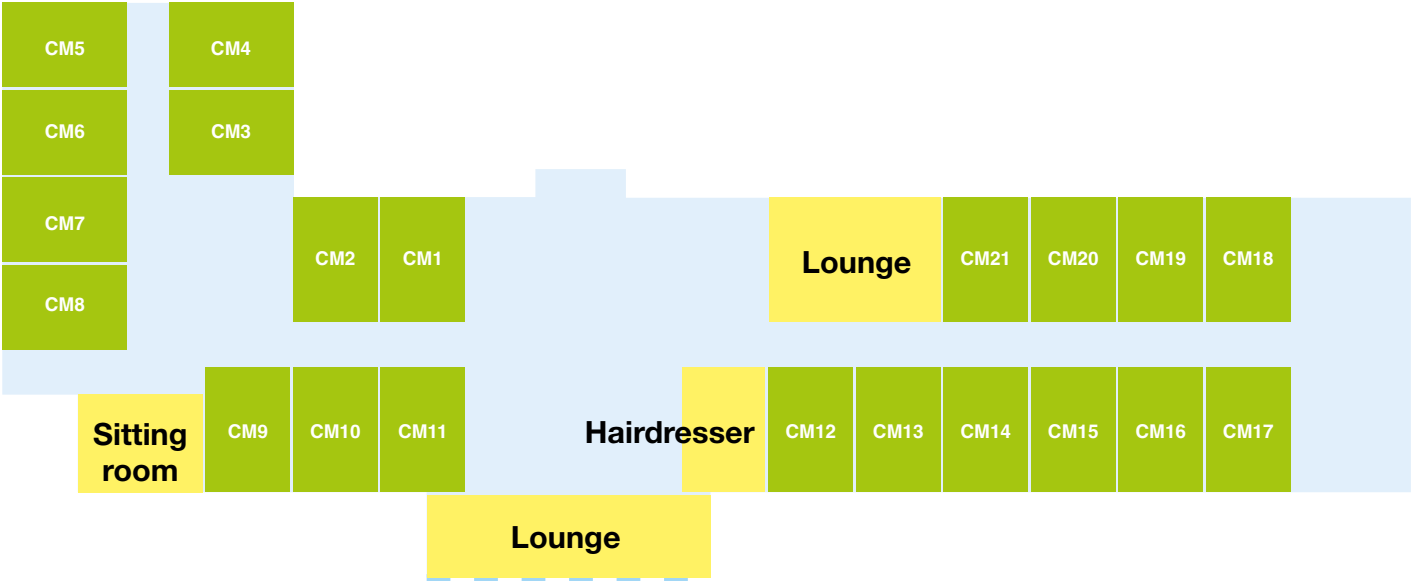 CM5
CM4
CM6
CM3
CM7
CM8
CM2
CM1
Lounge
CM21
CM20
CM19
CM18
Sitting
room
CM9
CM10
CM11
Hairdresser
CM12
CM13
CM14
CM15
CM16
CM17
Lounge